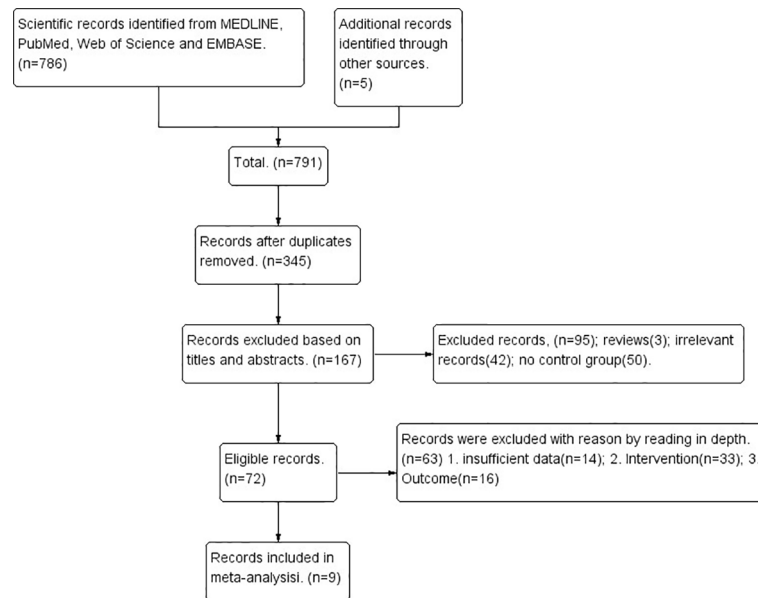 Scientific records identified from MEDLINE,
PubMed, Web of Science and EMBASE.
(n=786)
Additional records
identified through
other sources.
(n=5)
Total. (n=791)
Records after duplicates
removed. (n=345)
Records excluded based on
titles and abstracts. (n=167)
Excluded records, (n=95); reviews(3); irrelevant
records(42); no control group(50).
Eligible records.
(n=72)
Records were excluded with reason by reading in depth.
(n=63) 1. insufficient data(n=14); 2. Intervention(n=33); 3.
Outcome(n=16)
Records included in
meta-analysisi. (n=9)